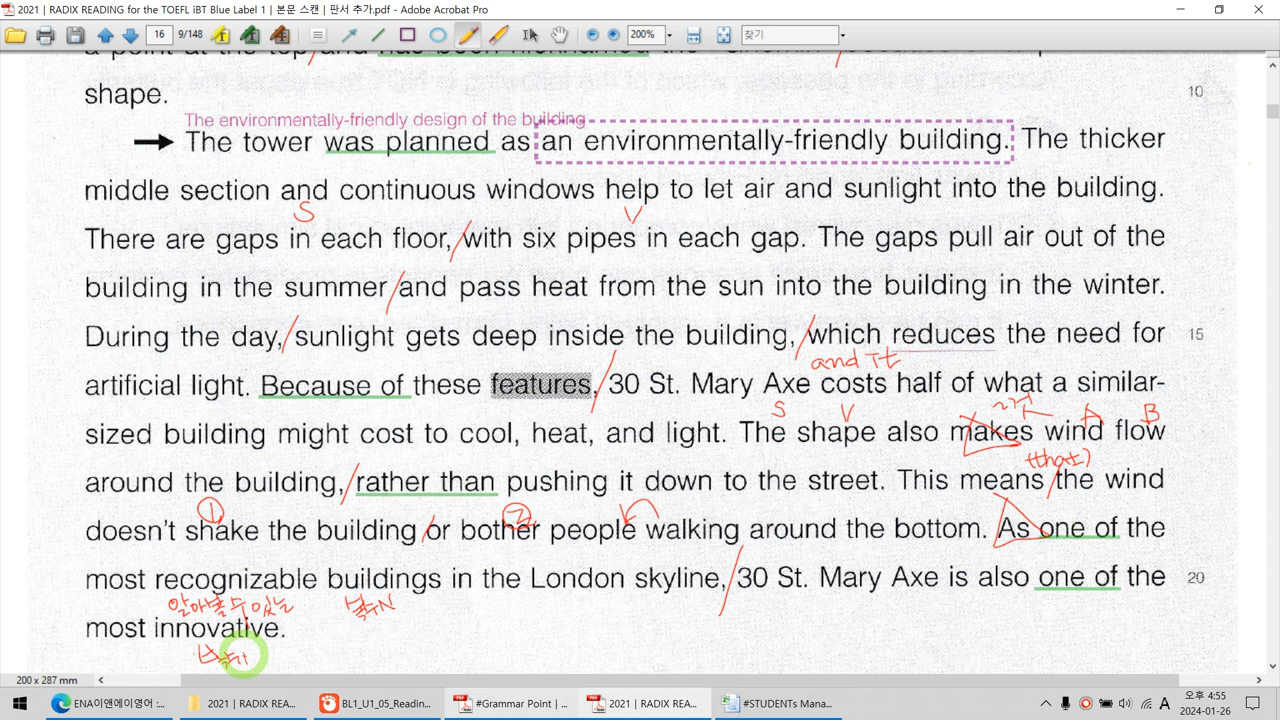 2021 | RADIX READING for the TOEFL iBT Blue Label 1 | 본문 스캔 | 판서 추가.pdf - Adobe Acrobat Pro
16 9/148 200% 찾기
shape.
10
The environmentally-friendly design of the building
The tower was planned as an environmentally-friendly building. The thicker
middle section and continuous windows help to let air and sunlight into the building.
S V
There are gaps in each floor, with six pipes in each gap. The gaps pull air out of the
building in the summer and pass heat from the sun into the building in the winter.
During the day, sunlight gets deep inside the building, which reduces the need for 15
and It
artificial light. Because of these features, 30 St. Mary Axe costs half of what a similar-
S V A B
sized building might cost to cool, heat, and light. The shape also makes wind flow
(that)
around the building, rather than pushing it down to the street. This means the wind
① ②
doesn't shake the building or bother people walking around the bottom. As one of the
most recognizable buildings in the London skyline, 30 St. Mary Axe is also one of the 20
알아볼 수 있는 복수N
most innovative.
200 x 287 mm
ENA이앤에이영어 :... 2021 | RADIX REA... BL1_U1_05_Readin... #Grammar Point | ... 2021 | RADIX REA... #STUDENTs Mana... A 오후 4:55
2024-01-26